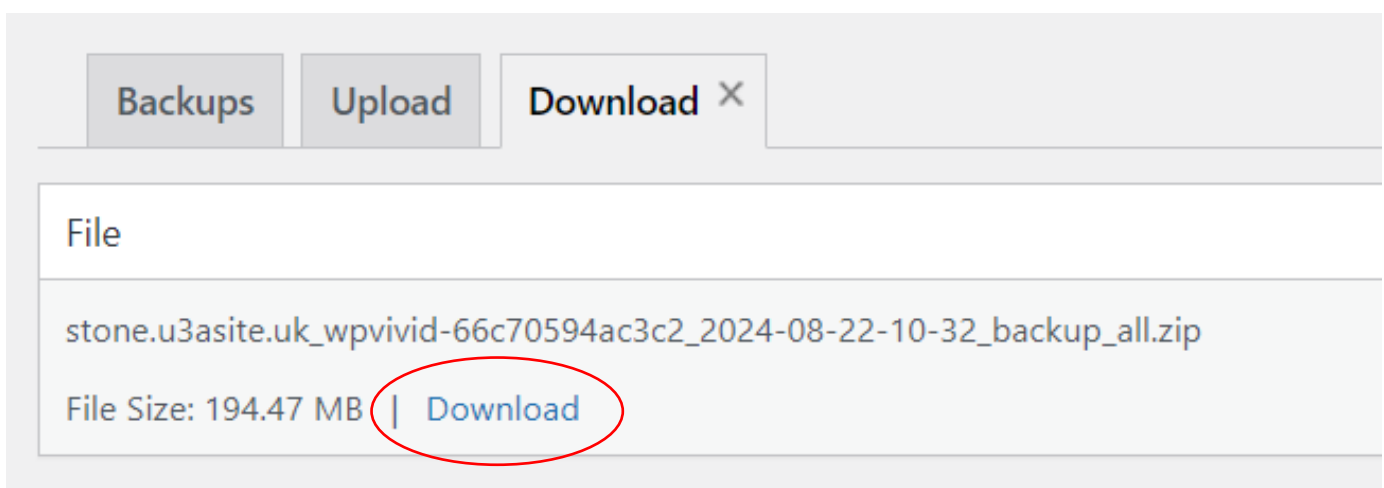 Backups Upload Download ×
File
stone.u3asite.uk_wpvivid-66c70594ac3c2_2024-08-22-10-32_backup_all.zip
File Size: 194.47 MB | Download